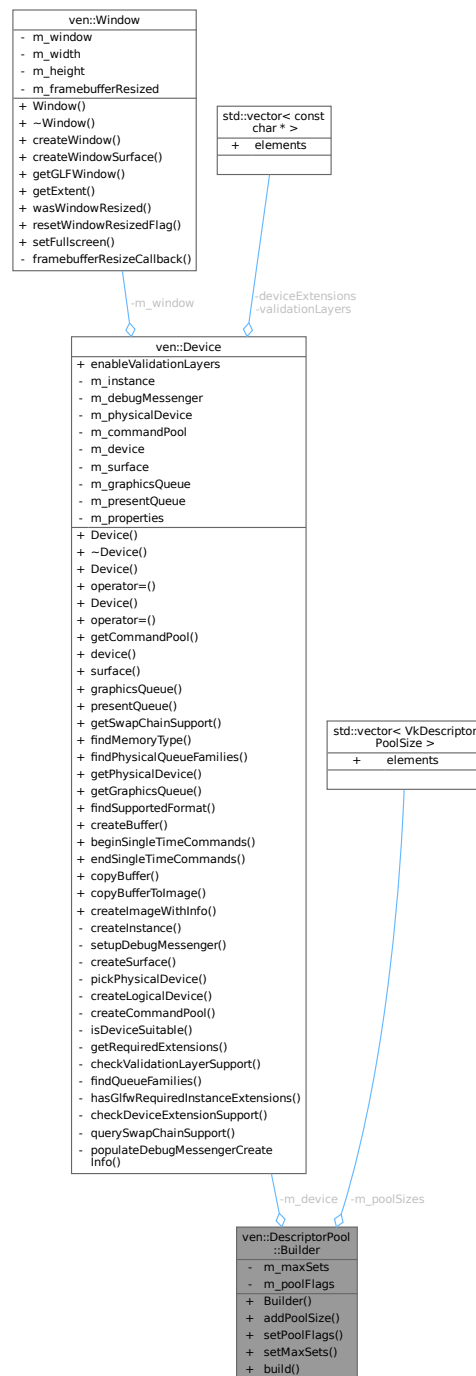 ven::Window
- m_window
- m_width
- m_height
- m_framebufferResized
+ Window()
+ ~Window()
+ createWindow()
+ createWindowSurface()
+ getGLFWindow()
+ getExtent()
+ wasWindowResized()
+ resetWindowResizedFlag()
+ setFullscreen()
- framebufferResizeCallback()
std::vector< const
char * >
+ elements
-m_window
-deviceExtensions
-validationLayers
ven::Device
+ enableValidationLayers
- m_instance
- m_debugMessenger
- m_physicalDevice
- m_commandPool
- m_device
- m_surface
- m_graphicsQueue
- m_presentQueue
- m_properties
+ Device()
+ ~Device()
+ Device()
+ operator=()
+ Device()
+ operator=()
+ getCommandPool()
+ device()
+ surface()
+ graphicsQueue()
+ presentQueue()
+ getSwapChainSupport()
+ findMemoryType()
+ findPhysicalQueueFamilies()
+ getPhysicalDevice()
+ getGraphicsQueue()
+ findSupportedFormat()
+ createBuffer()
+ beginSingleTimeCommands()
+ endSingleTimeCommands()
+ copyBuffer()
+ copyBufferToImage()
+ createImageWithInfo()
- createInstance()
- setupDebugMessenger()
- createSurface()
- pickPhysicalDevice()
- createLogicalDevice()
- createCommandPool()
- isDeviceSuitable()
- getRequiredExtensions()
- checkValidationLayerSupport()
- findQueueFamilies()
- hasGlfwRequiredInstanceExtensions()
- checkDeviceExtensionSupport()
- querySwapChainSupport()
- populateDebugMessengerCreate
Info()
std::vector< VkDescriptor
PoolSize >
+ elements
-m_device
-m_poolSizes
ven::DescriptorPool
::Builder
- m_maxSets
- m_poolFlags
+ Builder()
+ addPoolSize()
+ setPoolFlags()
+ setMaxSets()
+ build()